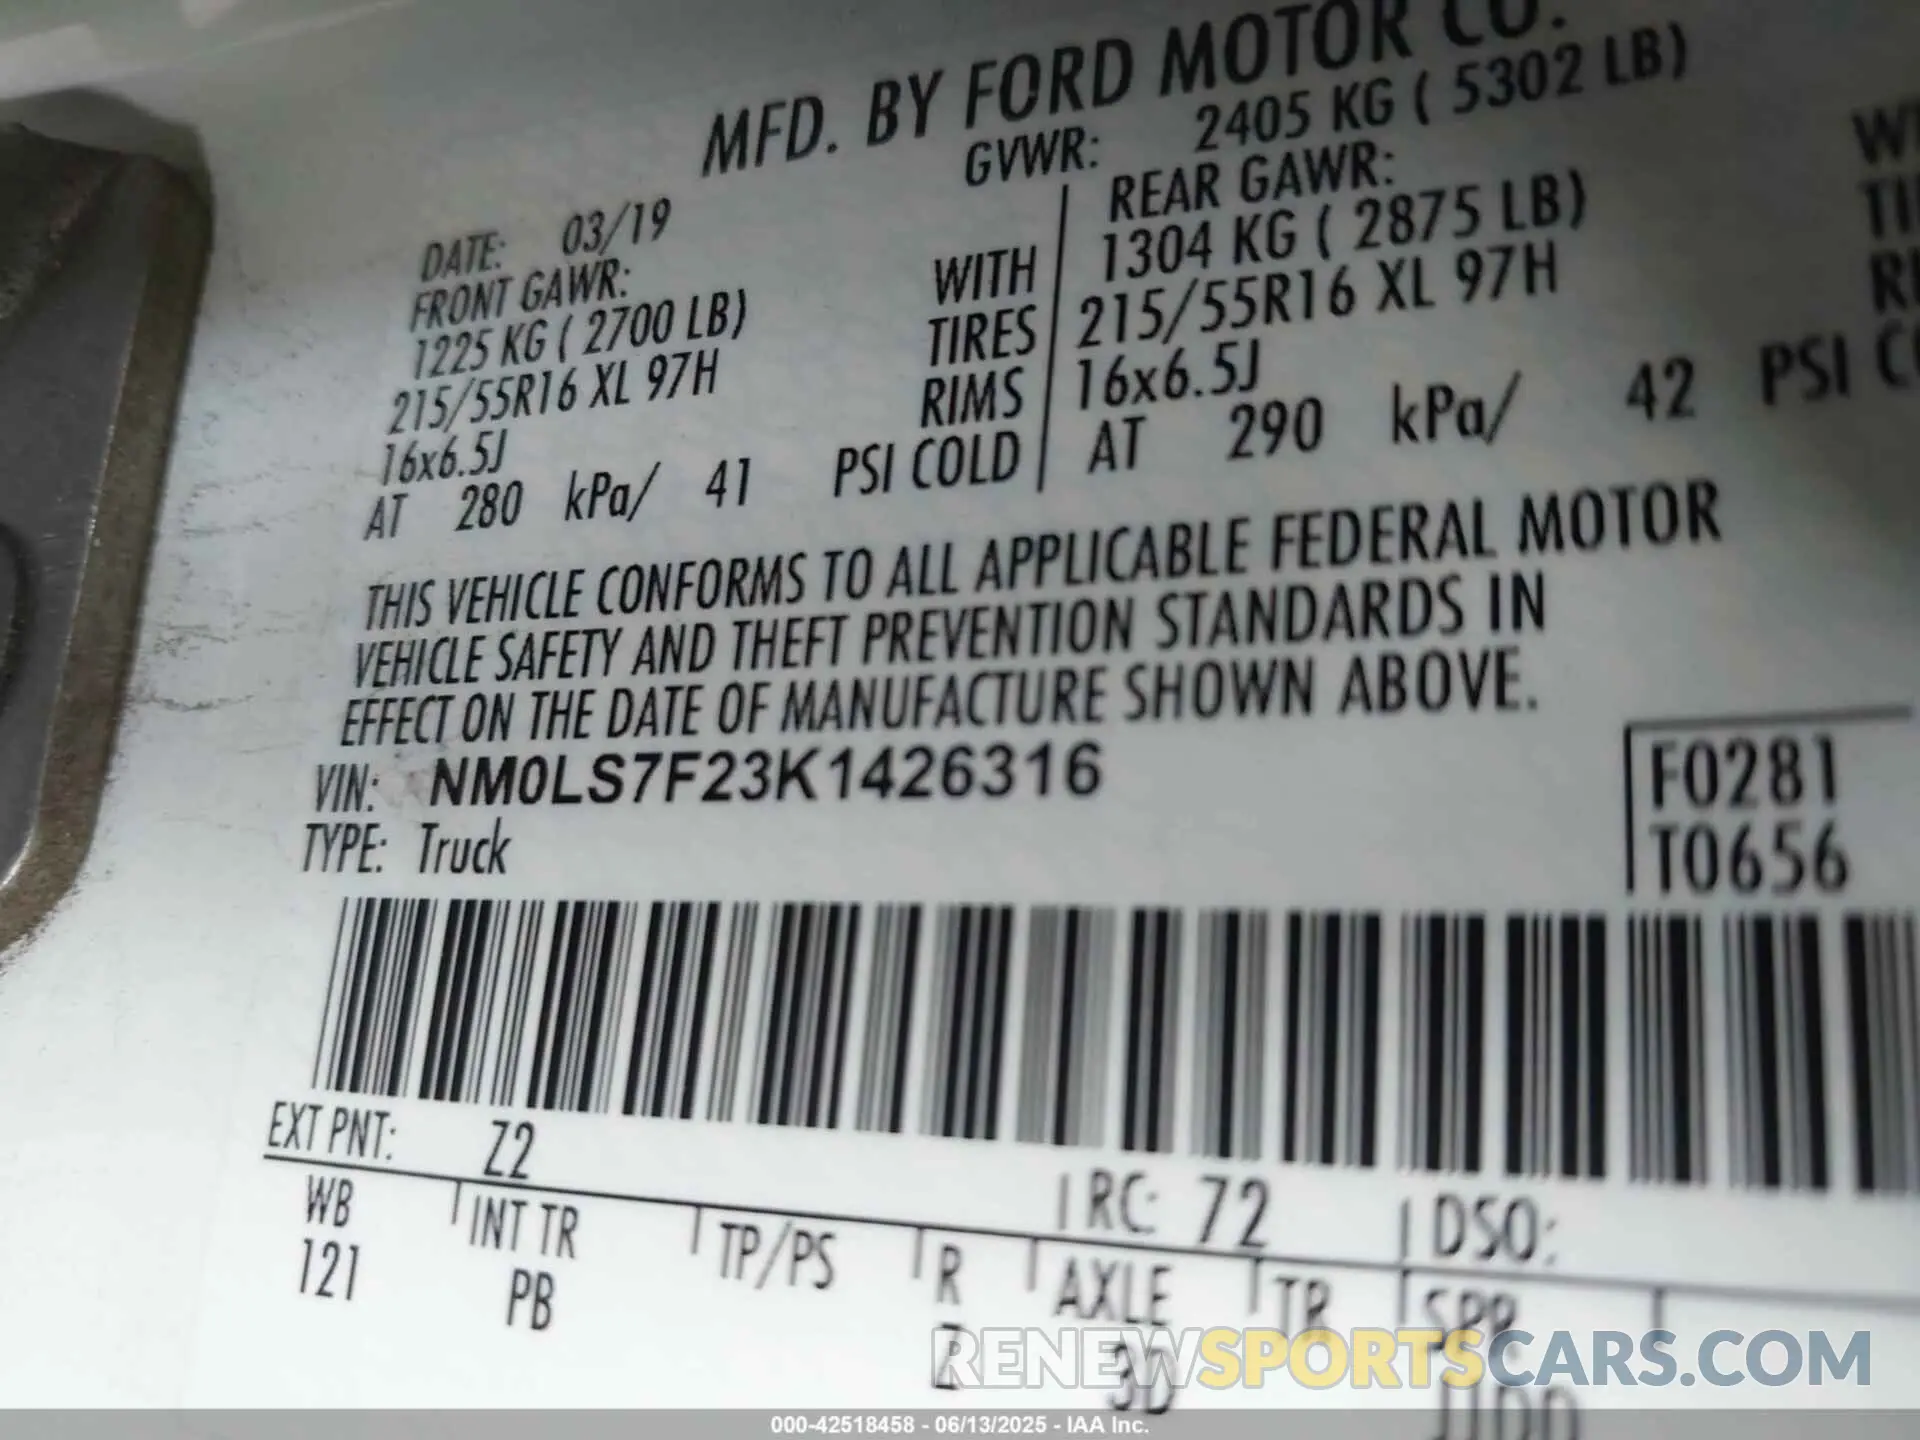 MFD. BY FORD MOTOR CO.
DATE: 03/19 GVWR: 2405 KG ( 5302 LB)
FRONT GAWR: REAR GAWR:
1225 KG ( 2700 LB) WITH 1304 KG ( 2875 LB)
215/55R16 XL 97H TIRES 215/55R16 XL 97H
16x6.5J RIMS 16x6.5J
AT 280 kPa/ 41 PSI COLD AT 290 kPa/ 42 PSI
THIS VEHICLE CONFORMS TO ALL APPLICABLE FEDERAL MOTOR
VEHICLE SAFETY AND THEFT PREVENTION STANDARDS IN
EFFECT ON THE DATE OF MANUFACTURE SHOWN ABOVE.
VIN: NM0LS7F23K1426316 F0281
TYPE: Truck T0656
EXT PNT: Z2 RC: 72 DSO:
WB INT TR TP/PS R AXLE TR SPR
121 PB 2 3D
RENEWSPORTSCARS.COM
000-42518458 - 06/13/2025 - IAA Inc.